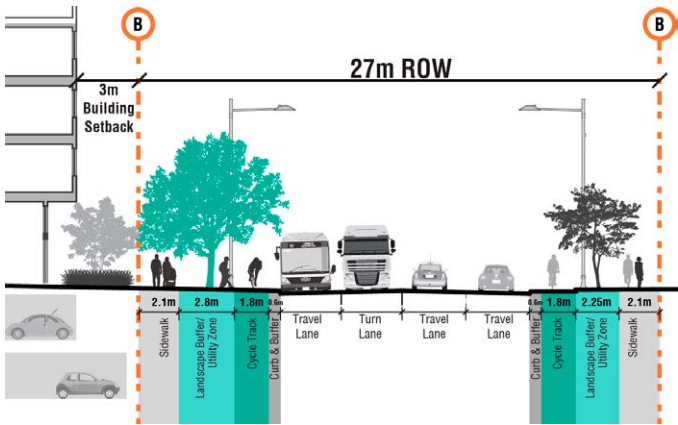 B
B
27m ROW
3m
Building
Setback
2.1m
2.8m
1.8m
0.6m
Travel
Lane
Turn
Lane
Travel
Lane
Travel
Lane
0.6m
1.8m
2.25m
2.1m
Sidewalk
Landscape Buffer/
Utility Zone
Cycle Track
Curb & Buffer
Curb & Buffer
Cycle Track
Landscape Buffer/
Utility Zone
Sidewalk